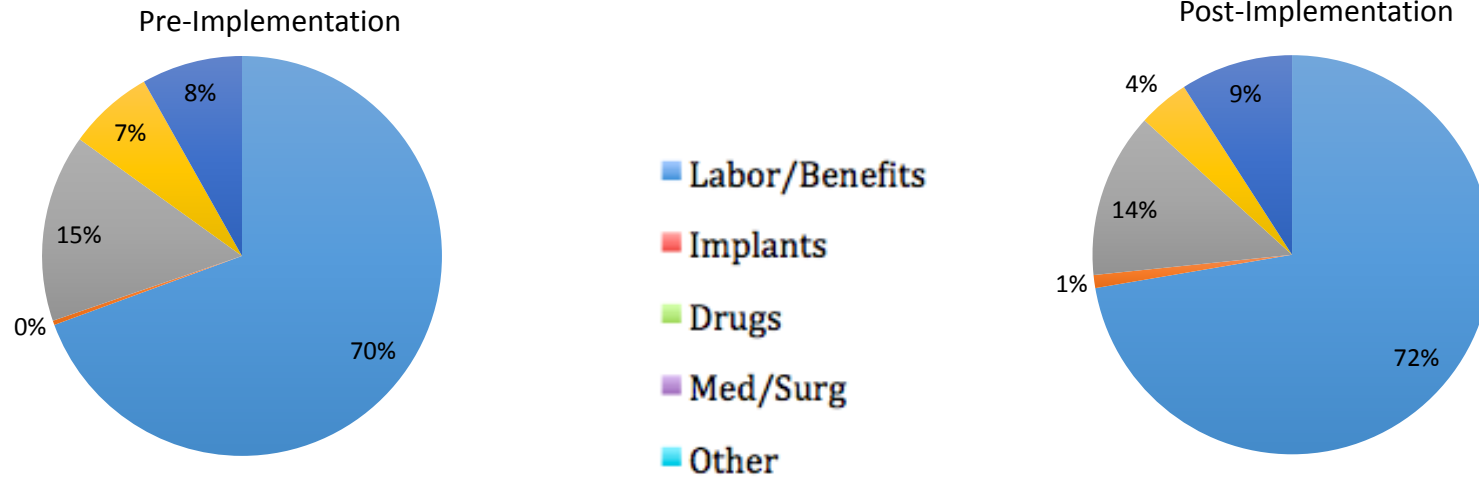 Pre-Implementation
8%
7%
15%
0%
70%
Labor/Benefits
Implants
Drugs
Med/Surg
Other
Post-Implementation
4%
9%
14%
1%
72%